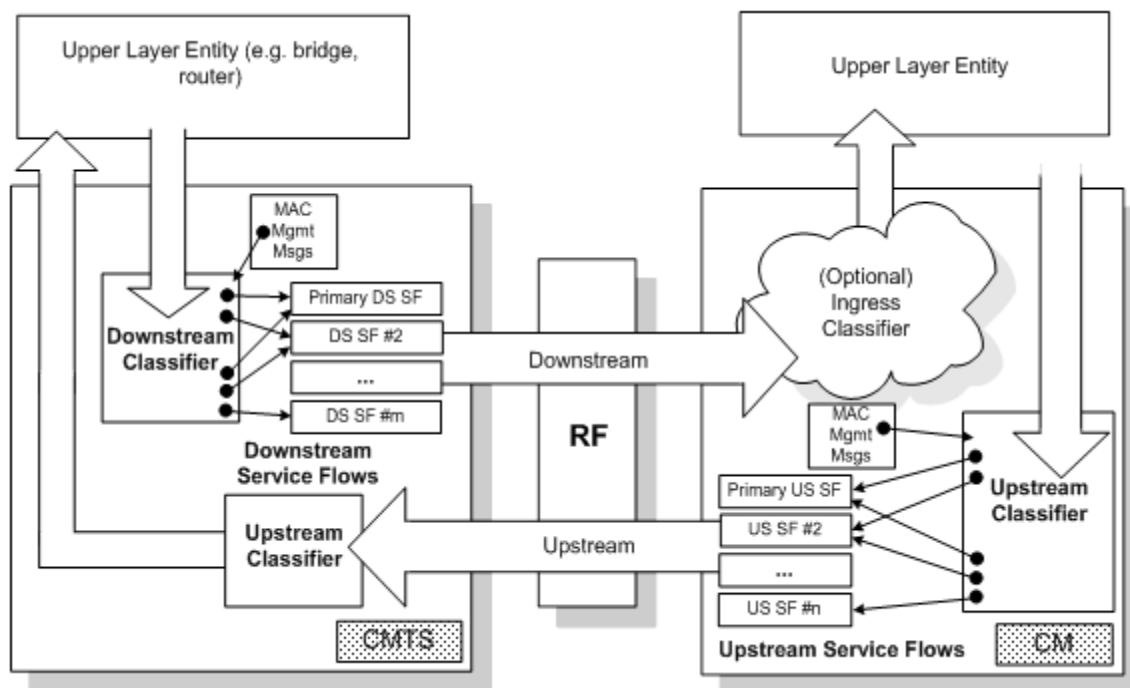 Upper Layer Entity (e.g. bridge,
router)
Upper Layer Entity
MAC
Mgmt
Msgs
Downstream
Classifier
Primary DS SF
DS SF #2
...
DS SF #m
Downstream
Service Flows
Downstream
RF
(Optional)
Ingress
Classifier
MAC
Mgmt
Msgs
Primary US SF
US SF #2
...
US SF #n
Upstream
Classifier
Upstream
Upstream
Classifier
CMTS
Upstream Service Flows
CM